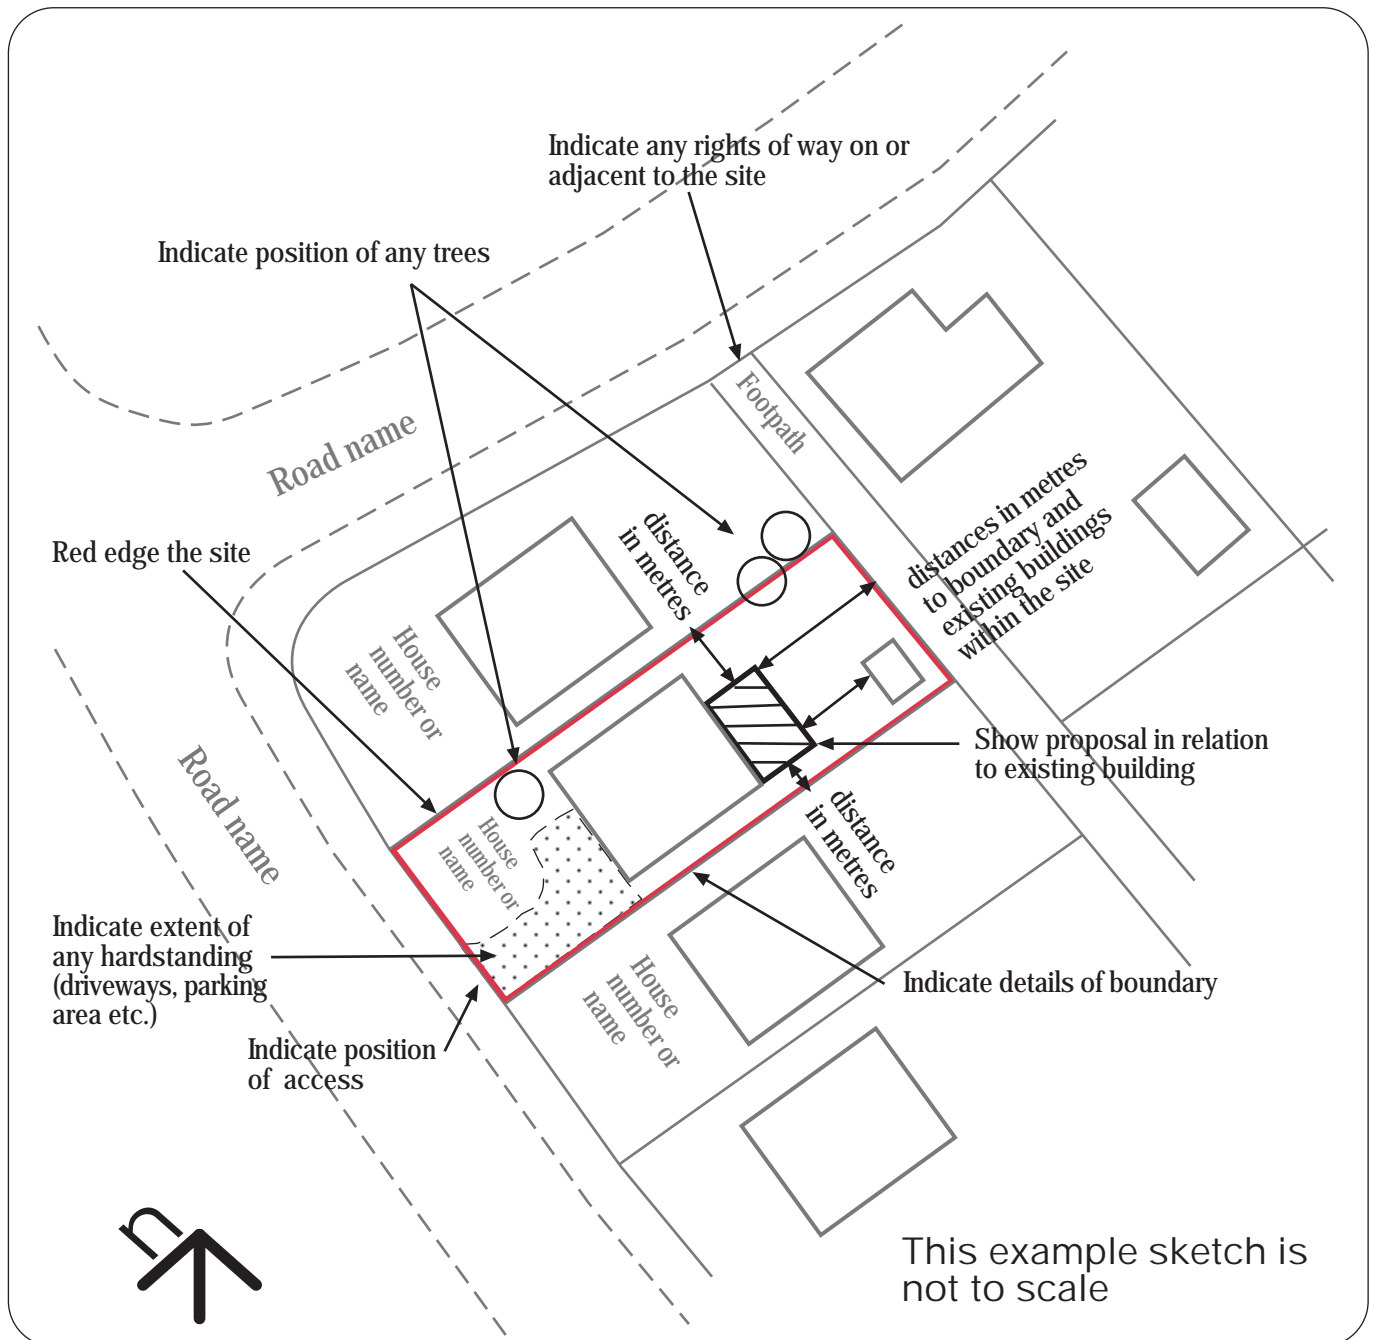 Indicate any rights of way on or
adjacent to the site
Indicate position of any trees
Footpath
Road name
distances in metres
to boundary and
existing buildings
within the site
distance
in metres
Red edge the site
House
number or
name
Show proposal in relation
to existing building
Road name
distance
in metres
House
number or
name
Indicate extent of
any hardstanding
(driveways, parking
area etc.)
House
number or
name
Indicate details of boundary
Indicate position
of access
n
This example sketch is
not to scale